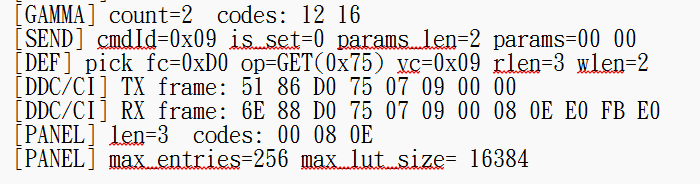 [GAMMA] count=2  codes: 12 16
[SEND] cmdId=0x09 is_set=0 params_len=2 params=00 00
[DEF] pick fc=0xD0 op=GET(0x75) vc=0x09 rlen=3 wlen=2
[DDC/CI] TX frame: 51 86 D0 75 07 09 00 00
[DDC/CI] RX frame: 6E 88 D0 75 07 09 00 08 0E E0 FB E0
[PANEL] len=3  codes: 00 08 0E
[PANEL] max_entries=256 max_lut_size= 16384